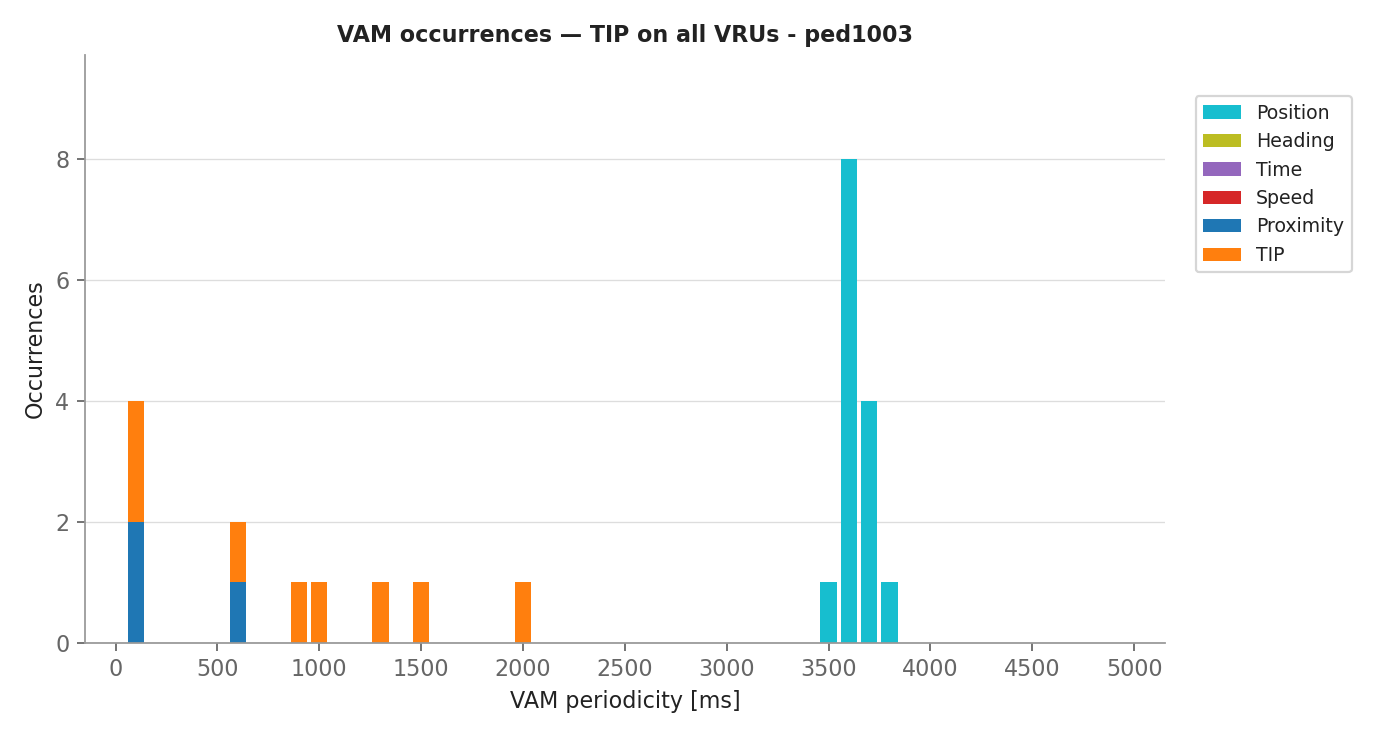 VAM occurrences — TIP on all VRUs - ped1003
Occurrences
8
6
4
2
0
0 500 1000 1500 2000 2500 3000 3500 4000 4500 5000
VAM periodicity [ms]
Position
Heading
Time
Speed
Proximity
TIP